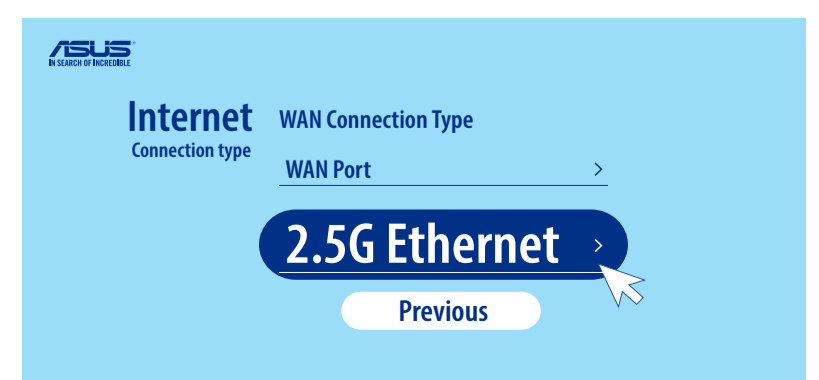 ASUS
IN SEARCH OF INCREDIBLE
Internet
Connection type
WAN Connection Type
WAN Port
2.5G Ethernet
Previous